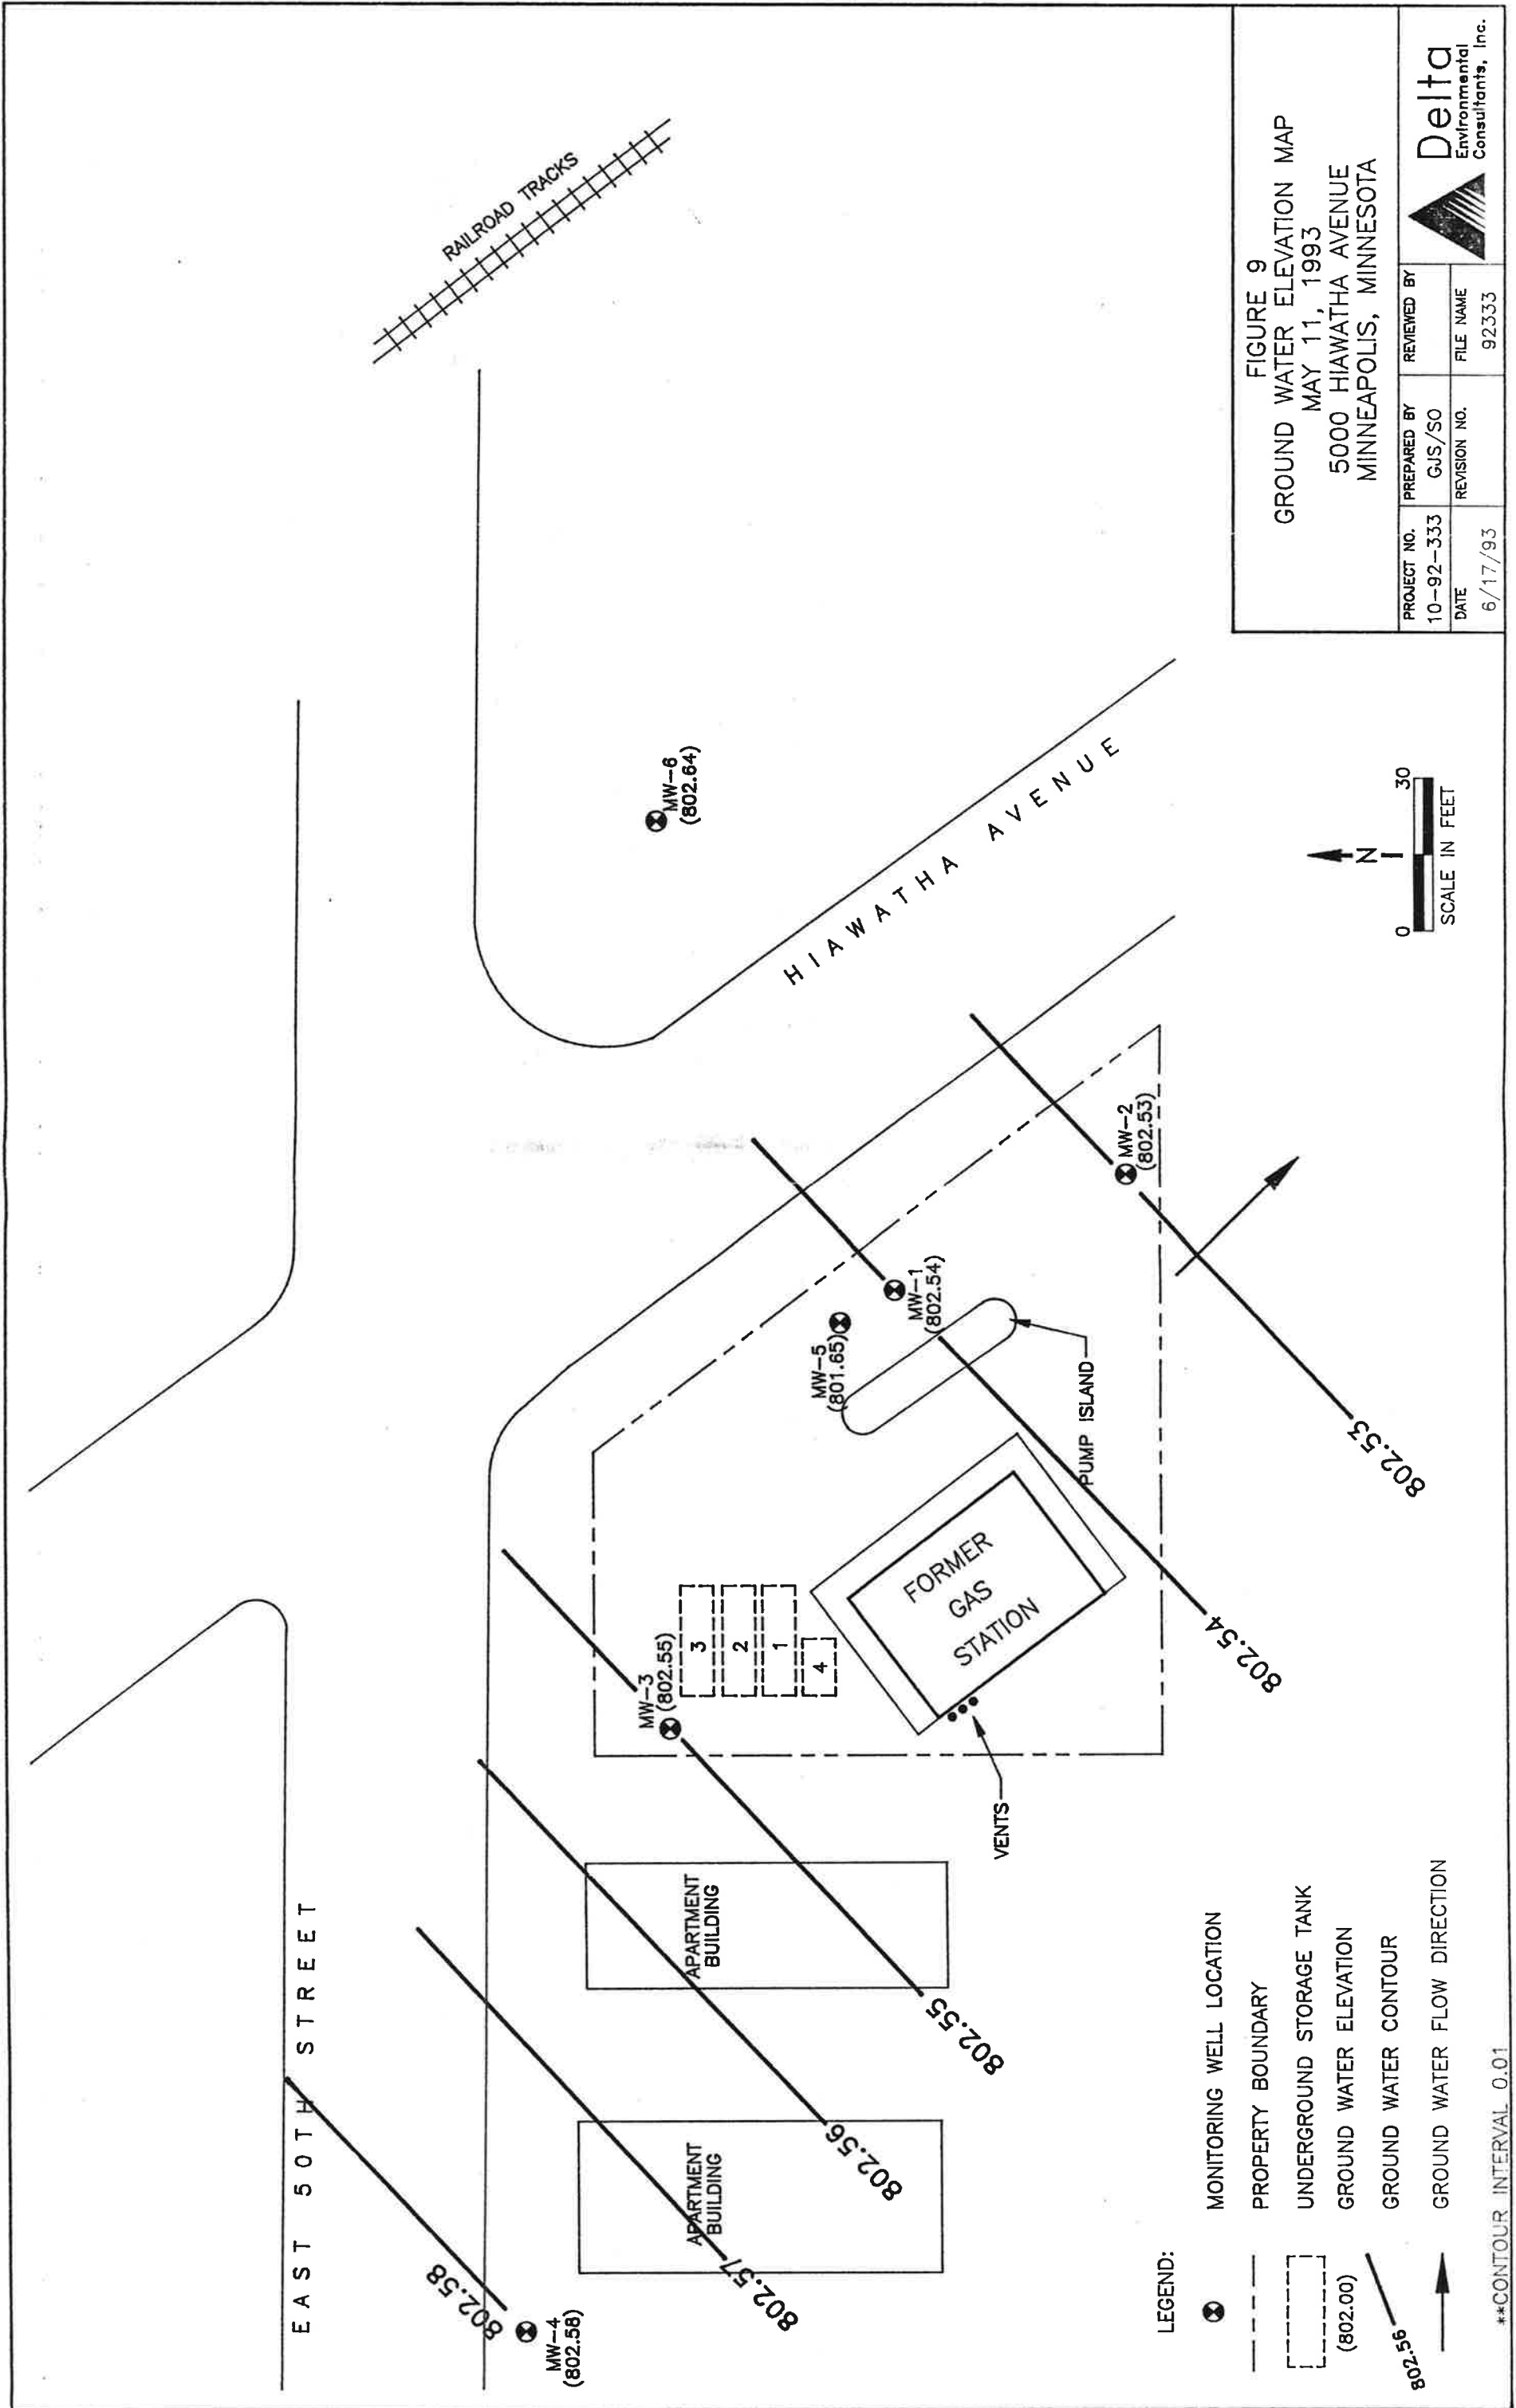 EAST 50TH STREET
RAILROAD TRACKS
HIAWATHA AVENUE
802.58
MW-4
(802.58)
802.57
802.56
802.55
802.54
802.53
APARTMENT
BUILDING
APARTMENT
BUILDING
MW-3
(802.55)
3
2
1
4
FORMER
GAS
STATION
VENTS
MW-5
(801.65)
MW-1
(802.54)
PUMP ISLAND
MW-2
(802.53)
MW-6
(802.64)
LEGEND:
MONITORING WELL LOCATION
PROPERTY BOUNDARY
UNDERGROUND STORAGE TANK
(802.00) GROUND WATER ELEVATION
802.56 GROUND WATER CONTOUR
GROUND WATER FLOW DIRECTION
**CONTOUR INTERVAL 0.01
N
0 30
SCALE IN FEET
FIGURE 9
GROUND WATER ELEVATION MAP
MAY 11, 1993
5000 HIAWATHA AVENUE
MINNEAPOLIS, MINNESOTA
PROJECT NO. PREPARED BY REVIEWED BY
10-92-333 GJS/SO
DATE REVISION NO. FILE NAME
6/17/93 92333
Delta
Environmental
Consultants, Inc.